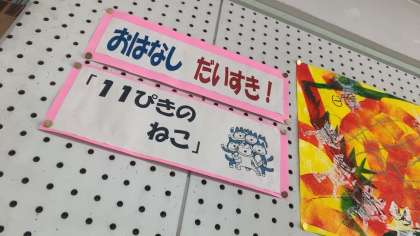 おはなし だいすき！
「11ぴきの
ねこ」